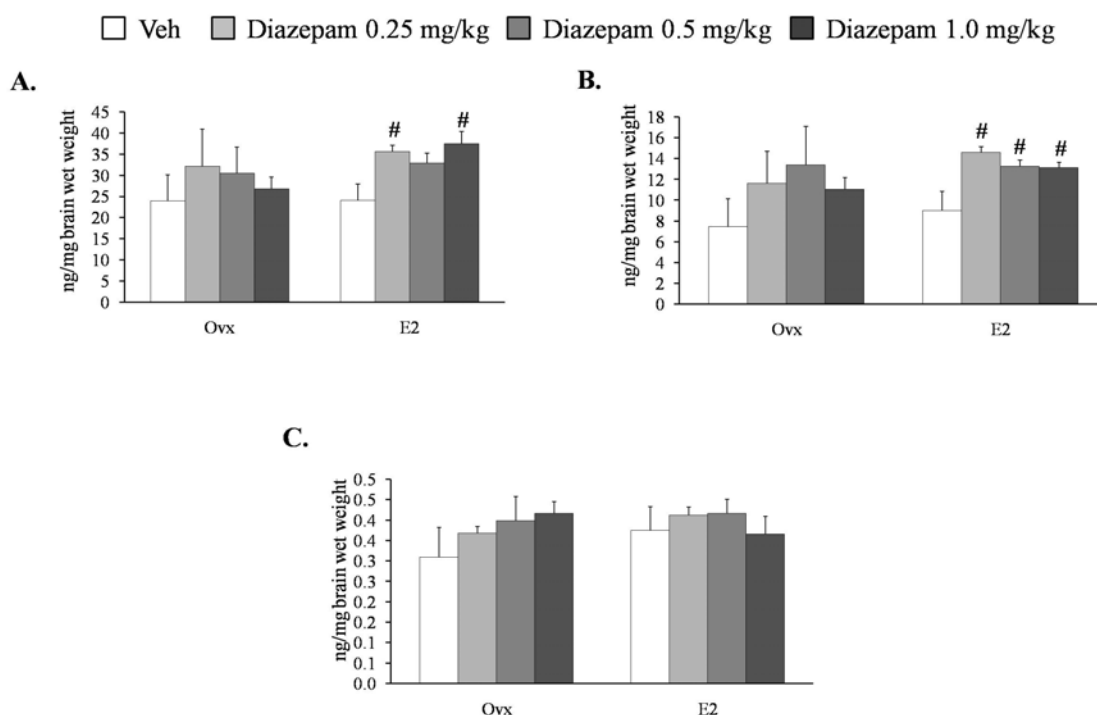 Veh Diazepam 0.25 mg/kg Diazepam 0.5 mg/kg Diazepam 1.0 mg/kg
A.
ng/mg brain wet weight
45
40
35
30
25
20
15
10
5
0
# #
Ovx E2
B.
ng/mg brain wet weight
18
16
14
12
10
8
6
4
2
0
# # #
Ovx E2
C.
ng/mg brain wet weight
0.5
0.5
0.4
0.4
0.3
0.3
0.2
0.2
0.1
0.1
0.0
Ovx E2